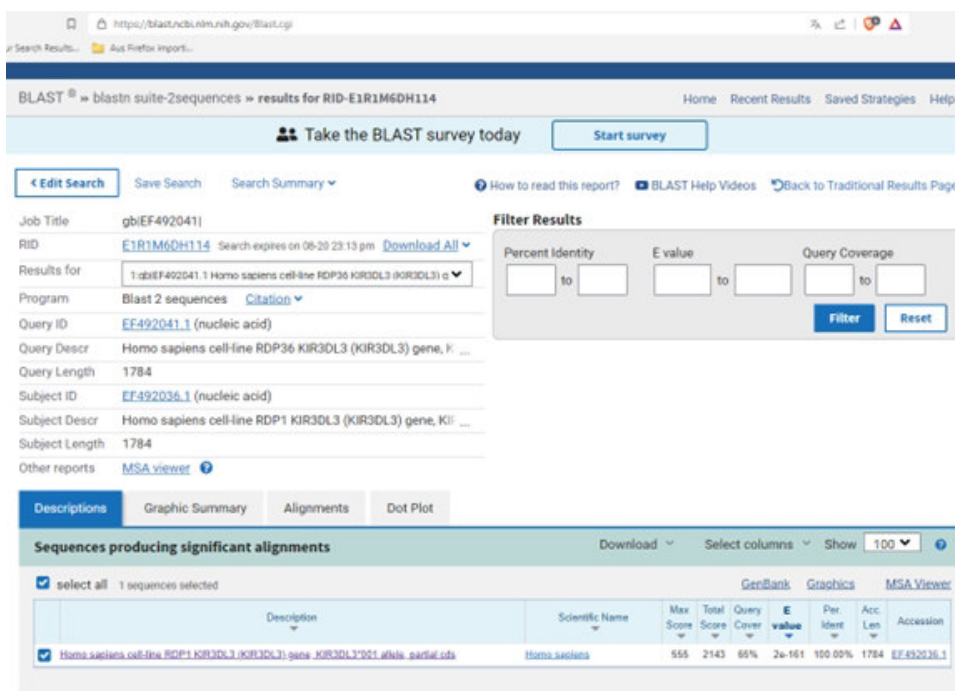 https://blast.ncbi.nlm.nih.gov/Blast.cgi
ur Search Results... Aus Firefox import...
BLAST ® » blastn suite-2sequences » results for RID-E1R1M6DH114 Home Recent Results Saved Strategies Help
Take the BLAST survey today Start survey
< Edit Search Save Search Search Summary How to read this report? BLAST Help Videos Back to Traditional Results Page
Job Title gb|EF492041|
RID E1R1M6DH114 Search expires on 08-20 23:13 pm Download All
Results for 1:gb|EF492041.1 Homo sapiens cell-line RDP36 KIR3DL3 (KIR3DL3) g
Program Blast 2 sequences Citation
Query ID EF492041.1 (nucleic acid)
Query Descr Homo sapiens cell-line RDP36 KIR3DL3 (KIR3DL3) gene, K ...
Query Length 1784
Subject ID EF492036.1 (nucleic acid)
Subject Descr Homo sapiens cell-line RDP1 KIR3DL3 (KIR3DL3) gene, KIF ...
Subject Length 1784
Other reports MSA viewer
Filter Results
Percent Identity E value Query Coverage
to to to
Filter Reset
Descriptions Graphic Summary Alignments Dot Plot
Sequences producing significant alignments Download Select columns Show 100
select all 1 sequences selected GenBank Graphics MSA Viewer
Description Scientific Name Max Score Total Score Query Cover E value Per. Ident Acc. Len Accession
Homo sapiens cell-line RDP1 KIR3DL3 (KIR3DL3) gene, KIR3DL3*001 allele, partial cds Homo sapiens 555 2143 65% 2e-161 100.00% 1784 EF492036.1